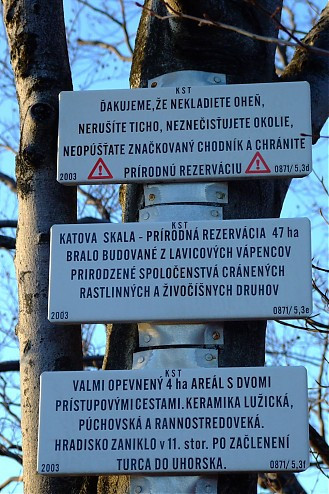 KST
ĎAKUJEME, ŽE NEKLADIETE OHEŇ,
NERUŠÍTE TICHO, NEZNEČISŤUJETE OKOLIE,
NEOPÚŠŤATE ZNAČKOVANÝ CHODNÍK A CHRÁNITE
PRÍRODNÚ REZERVÁCIU
2003 0871/5,3d
KST
KATOVA SKALA - PRÍRODNÁ REZERVÁCIA 47 ha
BRALO BUDOVANÉ Z LAVICOVÝCH VÁPENCOV
PRIRODZENÉ SPOLOČENSTVÁ CRÁNENÝCH
RASTLINNÝCH A ŽIVOČÍŠNYCH DRUHOV
2003 0871/5,3e
KST
VALMI OPEVNENÝ 4 ha AREÁL S DVOMI
PRÍSTUPOVÝMI CESTAMI. KERAMIKA LUŽICKÁ,
PÚCHOVSKÁ A RANNOSTREDOVEKÁ.
HRADISKO ZANIKLO V 11. stor. PO ZAČLENENÍ
TURCA DO UHORSKA.
2003 0871/5,3f